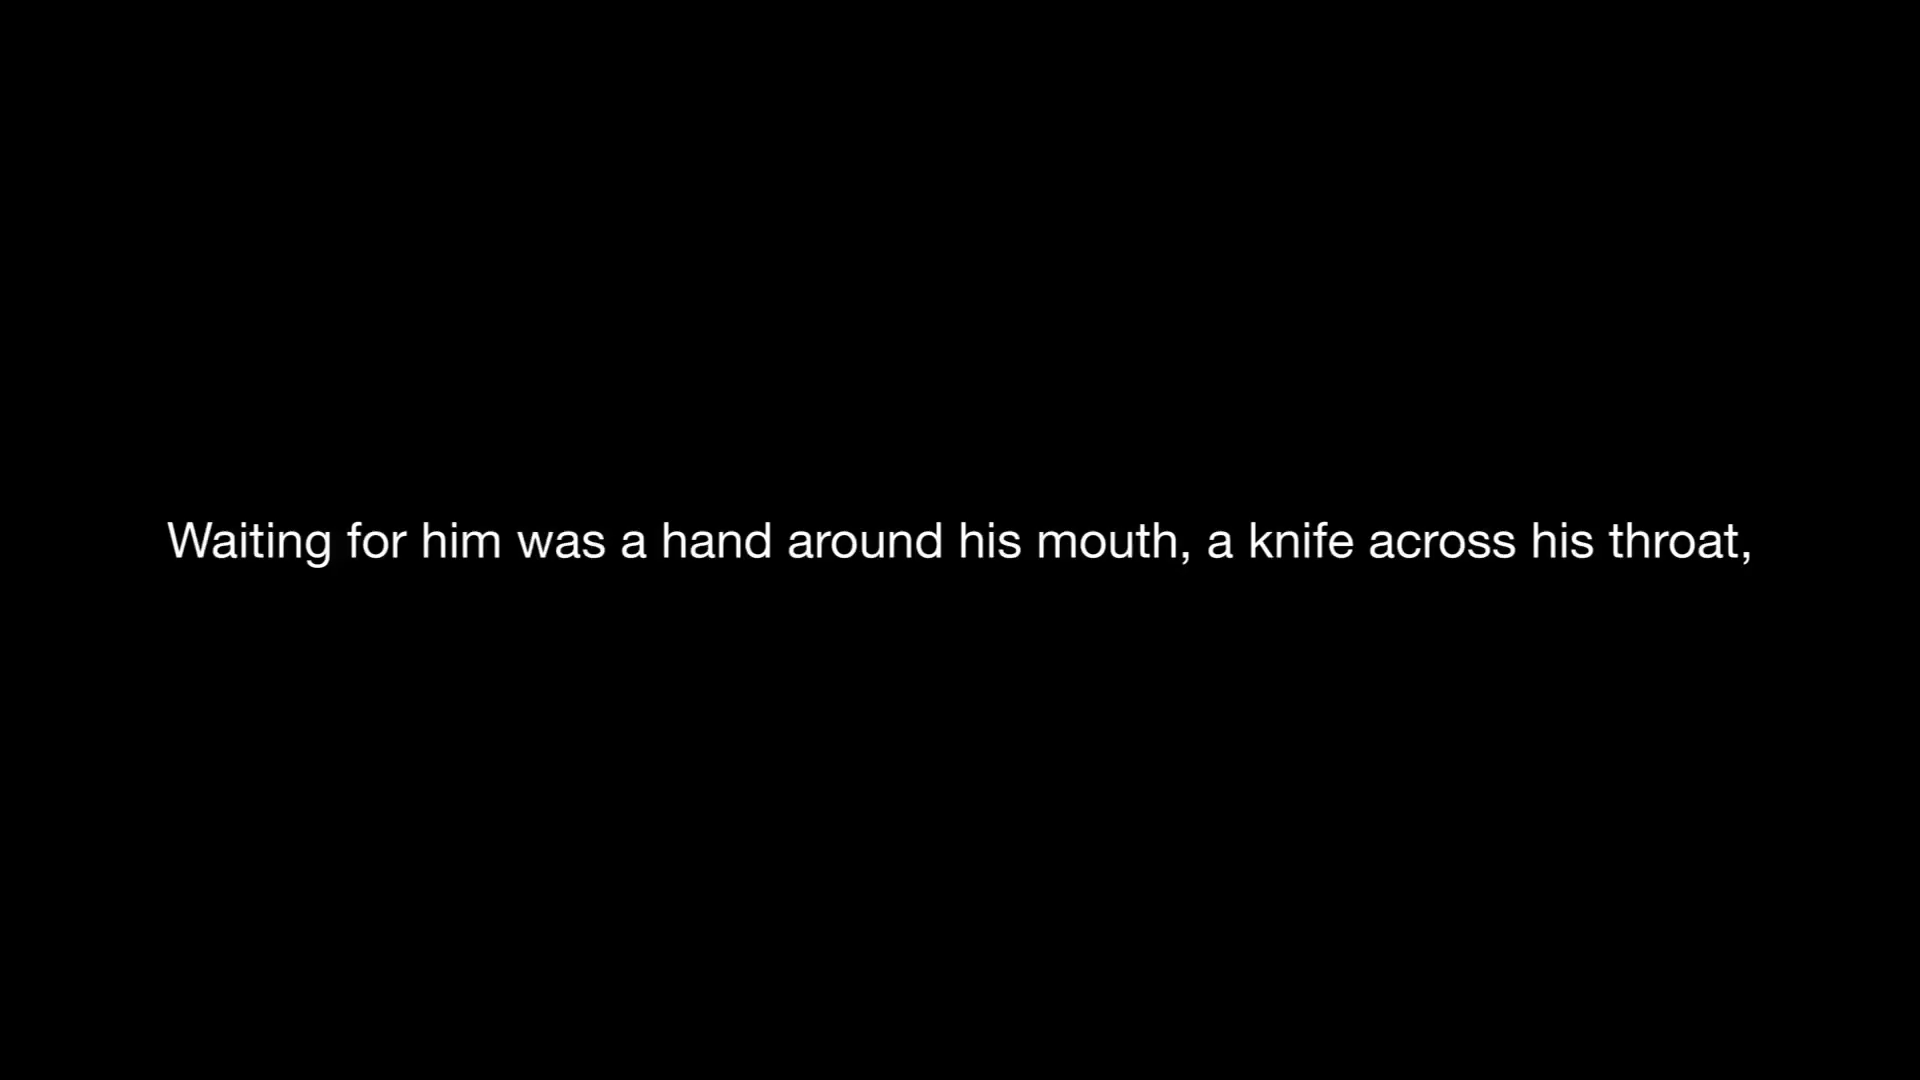 Waiting for him was a hand around his mouth, a knife across his throat,